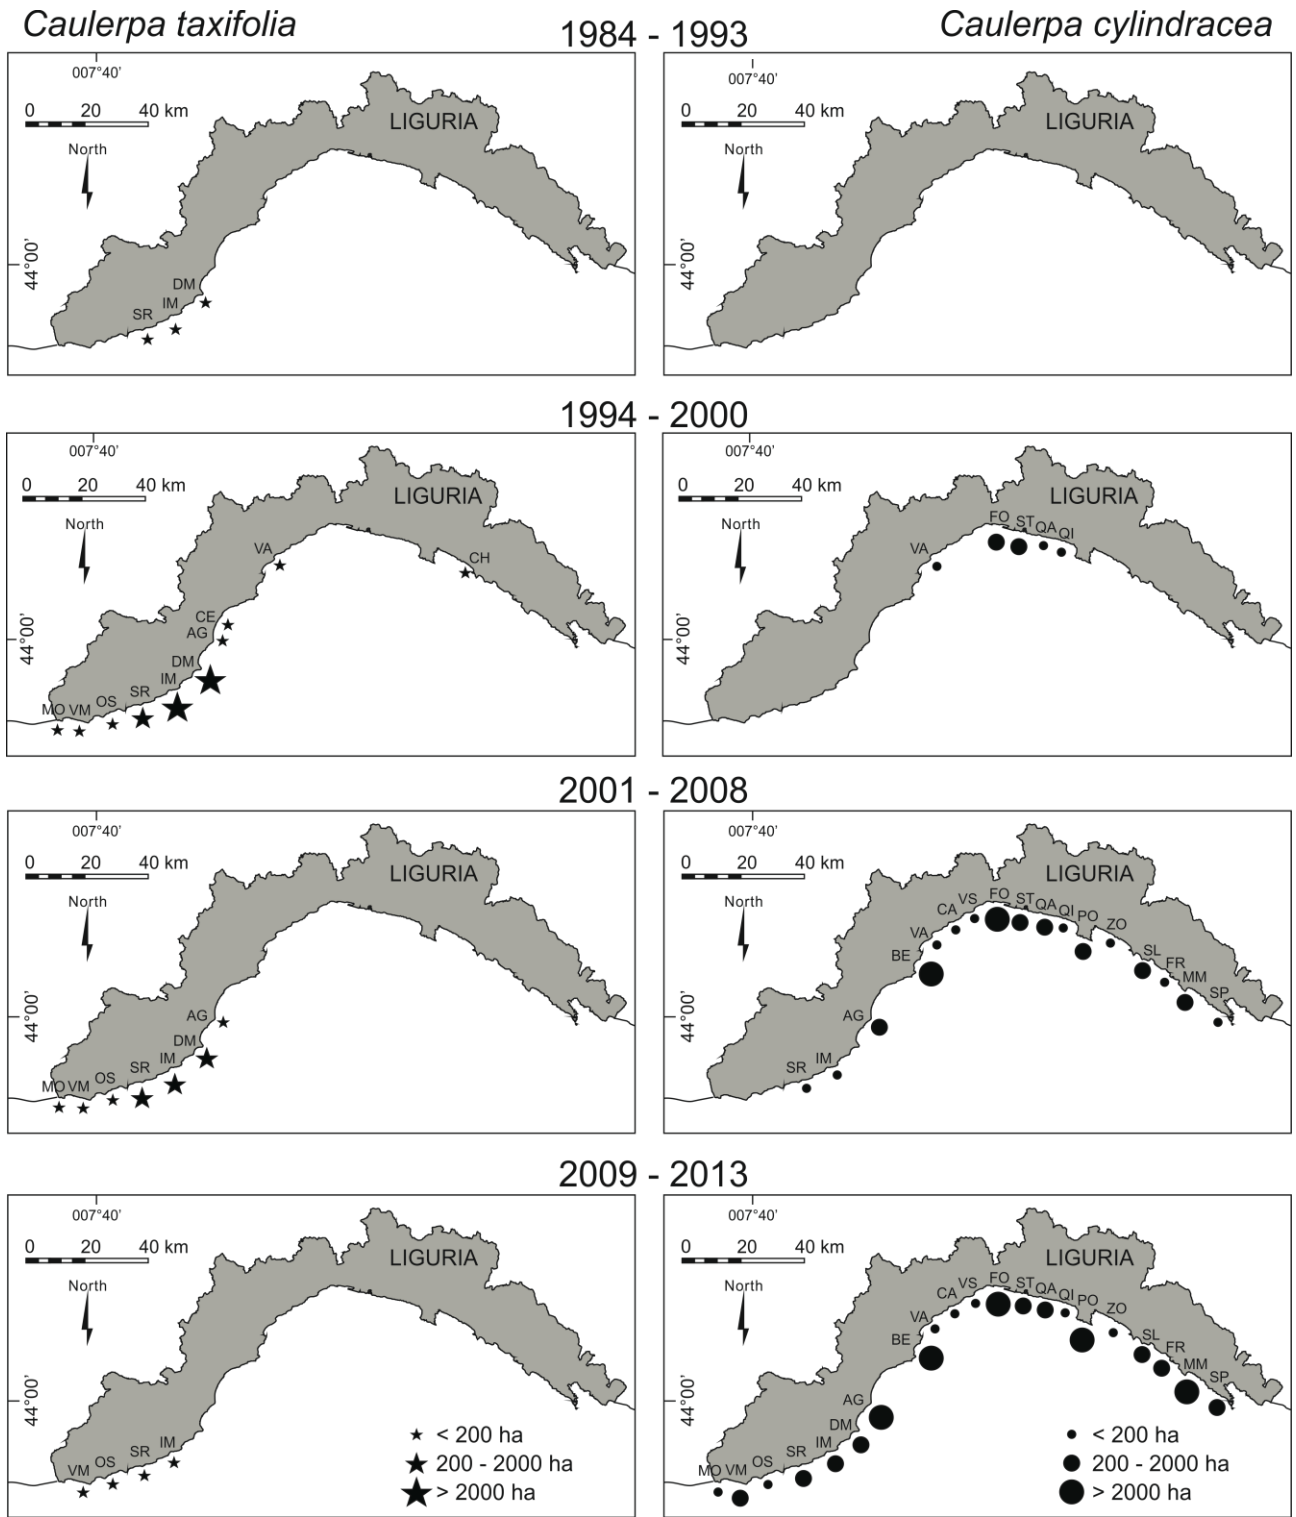 Caulerpa taxifolia
Caulerpa cylindracea
1984 - 1993
007°40'
0 20 40 km
North
LIGURIA
44°00'
DM
IM
SR
007°40'
0 20 40 km
North
LIGURIA
44°00'
1994 - 2000
007°40'
0 20 40 km
North
LIGURIA
VA
CH
CE
AG
44°00'
DM
IM
SR
OS
MO VM
007°40'
0 20 40 km
North
LIGURIA
FO ST QA QI
VA
44°00'
2001 - 2008
007°40'
0 20 40 km
North
LIGURIA
44°00'
AG
DM
IM
SR
OS
MO VM
007°40'
0 20 40 km
North
LIGURIA
VS FO ST QA QI PO ZO
CA
VA
BE
SL
FR
MM
SP
44°00'
AG
IM
SR
2009 - 2013
007°40'
0 20 40 km
North
LIGURIA
44°00'
IM
SR
OS
VM
< 200 ha
200 - 2000 ha
> 2000 ha
007°40'
0 20 40 km
North
LIGURIA
VS FO ST QA QI PO ZO
CA
VA
BE
SL
FR
MM
SP
44°00'
AG
DM
IM
SR
OS
MO VM
< 200 ha
200 - 2000 ha
> 2000 ha